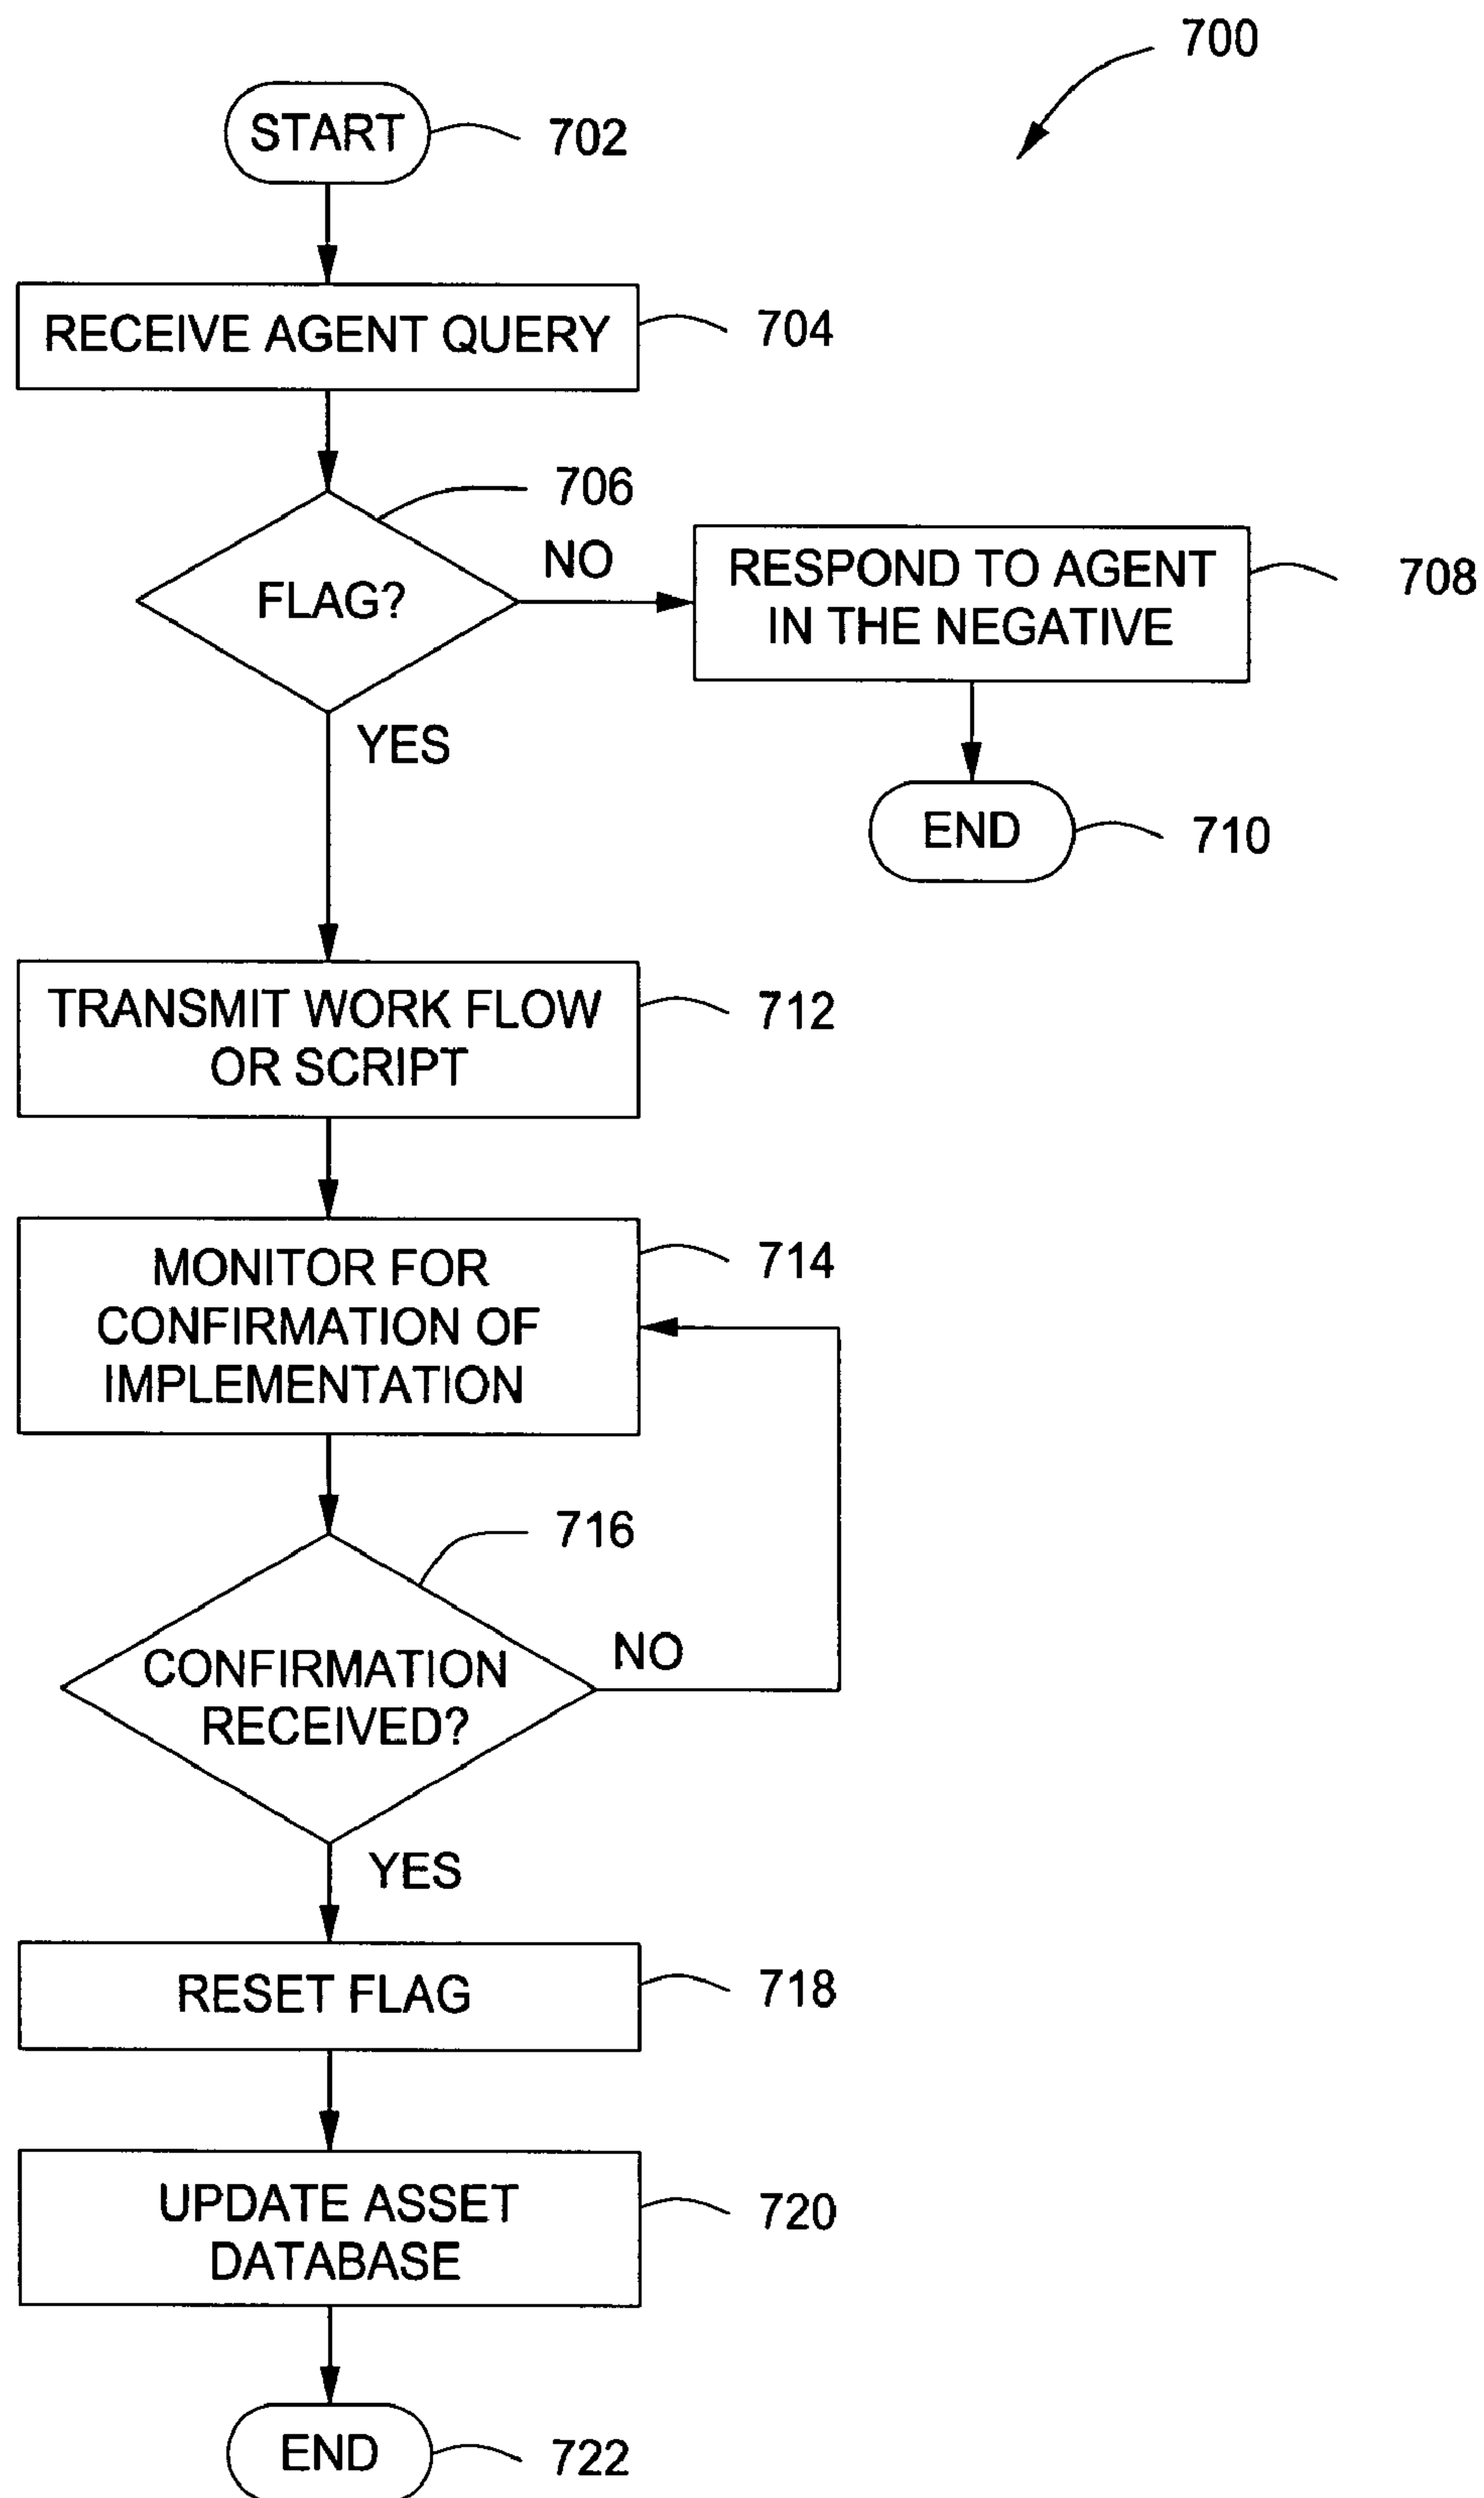 700
START
702
RECEIVE AGENT QUERY
704
706
FLAG?
NO
RESPOND TO AGENT
IN THE NEGATIVE
708
YES
END
710
TRANSMIT WORK FLOW
OR SCRIPT
712
MONITOR FOR
CONFIRMATION OF
IMPLEMENTATION
714
716
CONFIRMATION
RECEIVED?
NO
YES
RESET FLAG
718
UPDATE ASSET
DATABASE
720
END
722